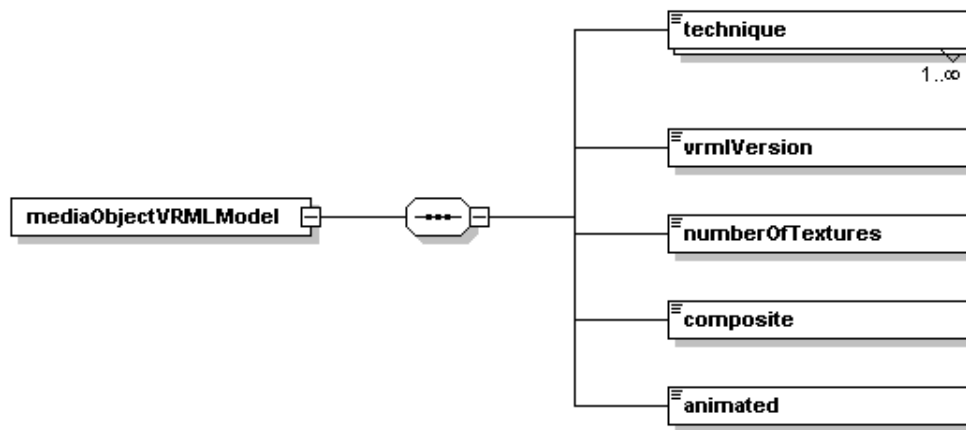 technique
1..∞
vrmlVersion
mediaObjectVRMLModel
numberOfTextures
composite
animated